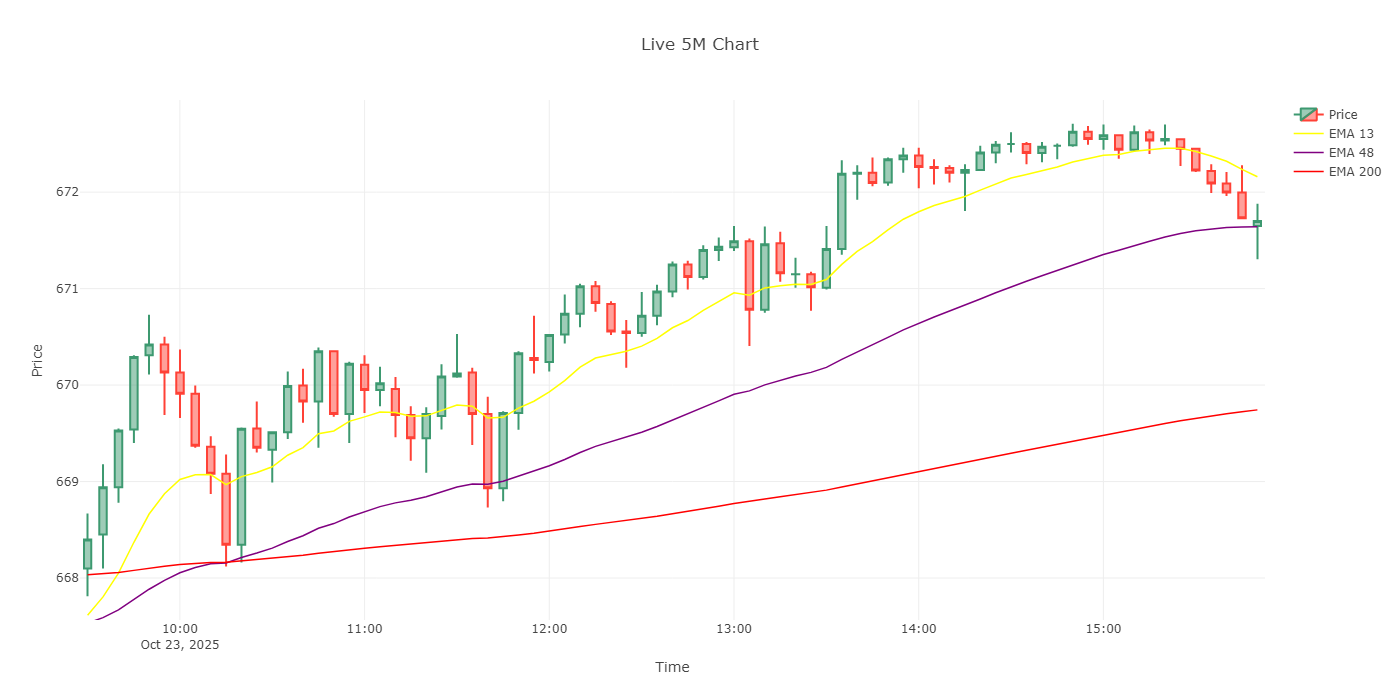 Live 5M Chart
Price
EMA 13
EMA 48
EMA 200
672
671
670
669
668
Price
10:00
11:00
12:00
13:00
14:00
15:00
Oct 23, 2025
Time